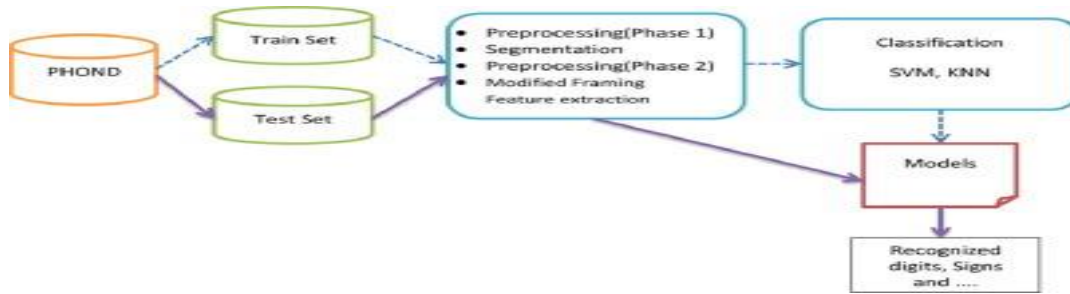 PHOND
Train Set
Test Set
• Preprocessing(Phase 1)
• Segmentation
• Preprocessing(Phase 2)
• Modified Framing
Feature extraction
Classification
SVM, KNN
Models
Recognized
digits, Signs
and ....